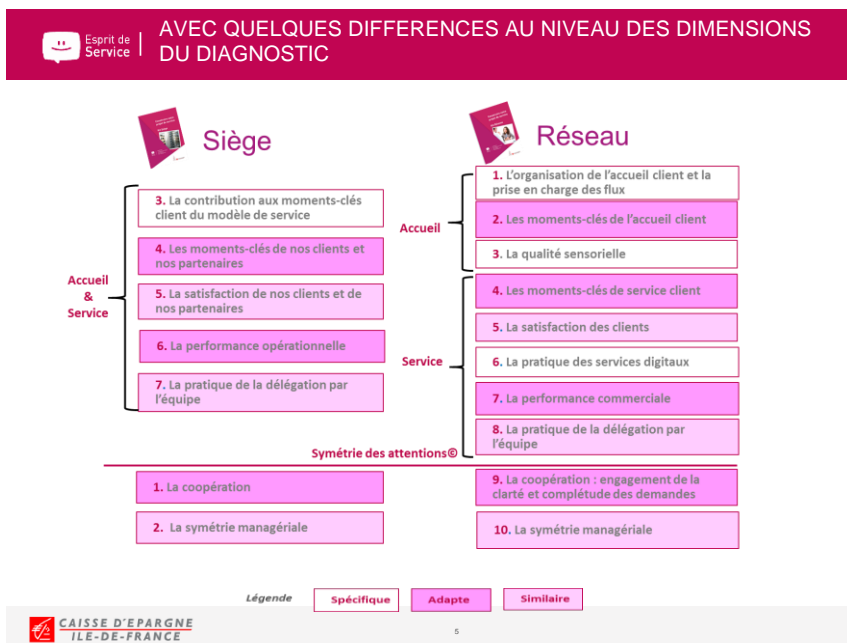 Esprit de
Service
AVEC QUELQUES DIFFERENCES AU NIVEAU DES DIMENSIONS
DU DIAGNOSTIC
Siège
3. La contribution aux moments-clés
client du modèle de service
4. Les moments-clés de nos clients et
nos partenaires
Accueil
&
Service
5. La satisfaction de nos clients et de
nos partenaires
6. La performance opérationnelle
7. La pratique de la délégation par
l'équipe
Réseau
1. L'organisation de l'accueil client et la
prise en charge des flux
Accueil
2. Les moments-clés de l'accueil client
3. La qualité sensorielle
4. Les moments-clés de service client
5. La satisfaction des clients
Service
6. La pratique des services digitaux
7. La performance commerciale
8. La pratique de la délégation par
l'équipe
Symétrie des attentions©
1. La coopération
2. La symétrie managériale
9. La coopération : engagement de la
clarté et complétude des demandes
10. La symétrie managériale
Légende
Spécifique
Adapte
Similaire
CAISSE D'EPARGNE
ILE-DE-FRANCE
5